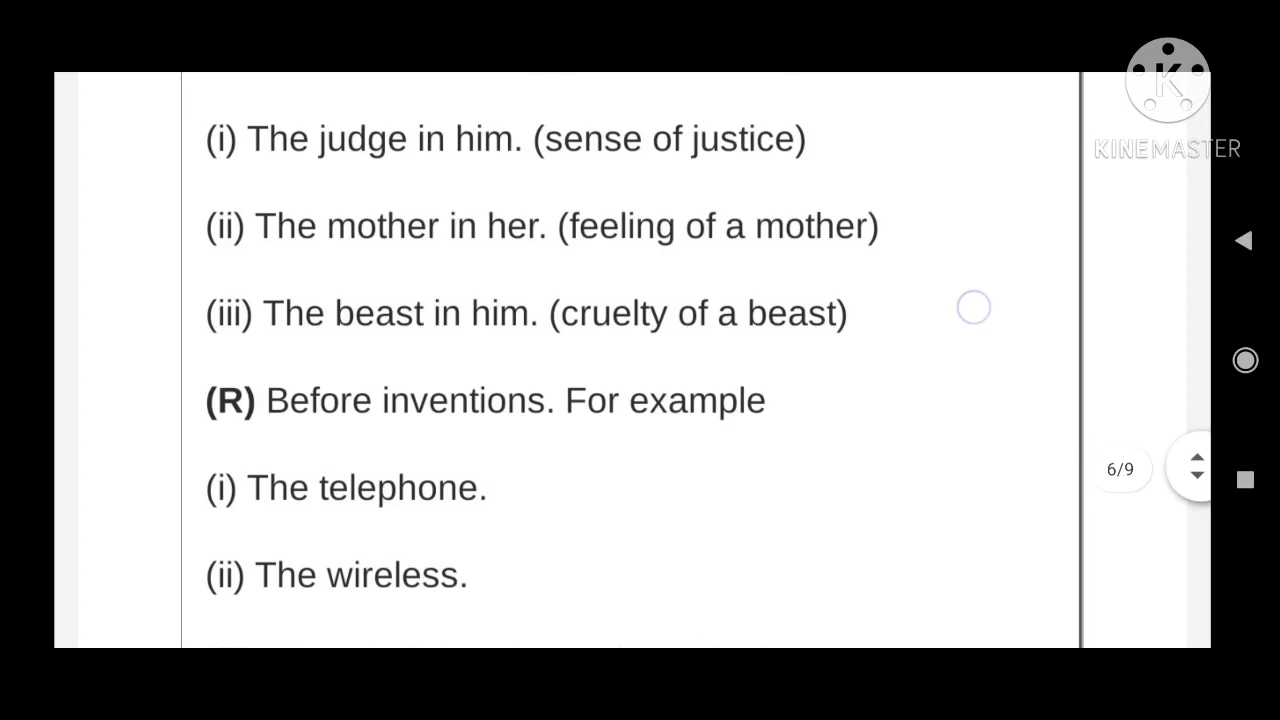 (i) The judge in him. (sense of justice)
(ii) The mother in her. (feeling of a mother)
(iii) The beast in him. (cruelty of a beast)
(R) Before inventions. For example
(i) The telephone.
(ii) The wireless.
K
KINEMASTER
6/9